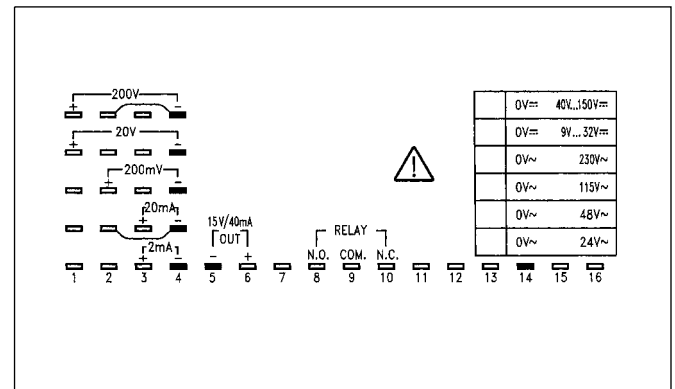 200V
+ -
20V
+ -
200mV
+ -
20mA
+ -
2mA
+ -
15V/40mA
OUT
- +
RELAY
N.O. COM. N.C.
1 2 3 4 5 6 7 8 9 10 11 12 13 14 15 16
0V⎓ 40V...150V⎓
0V⎓ 9V...32V⎓
0V~ 230V~
0V~ 115V~
0V~ 48V~
0V~ 24V~